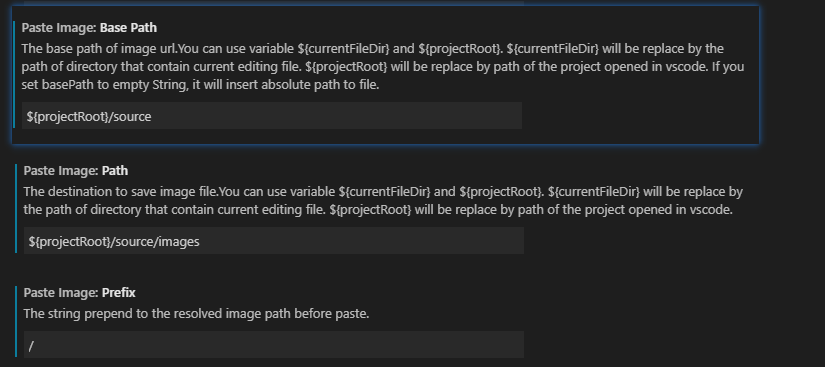 Paste Image: Base Path
The base path of image url.You can use variable ${currentFileDir} and ${projectRoot}. ${currentFileDir} will be replace by the
path of directory that contain current editing file. ${projectRoot} will be replace by path of the project opened in vscode. If you
set basePath to empty String, it will insert absolute path to file.
${projectRoot}/source
Paste Image: Path
The destination to save image file.You can use variable ${currentFileDir} and ${projectRoot}. ${currentFileDir} will be replace by
the path of directory that contain current editing file. ${projectRoot} will be replace by path of the project opened in vscode.
${projectRoot}/source/images
Paste Image: Prefix
The string prepend to the resolved image path before paste.
/